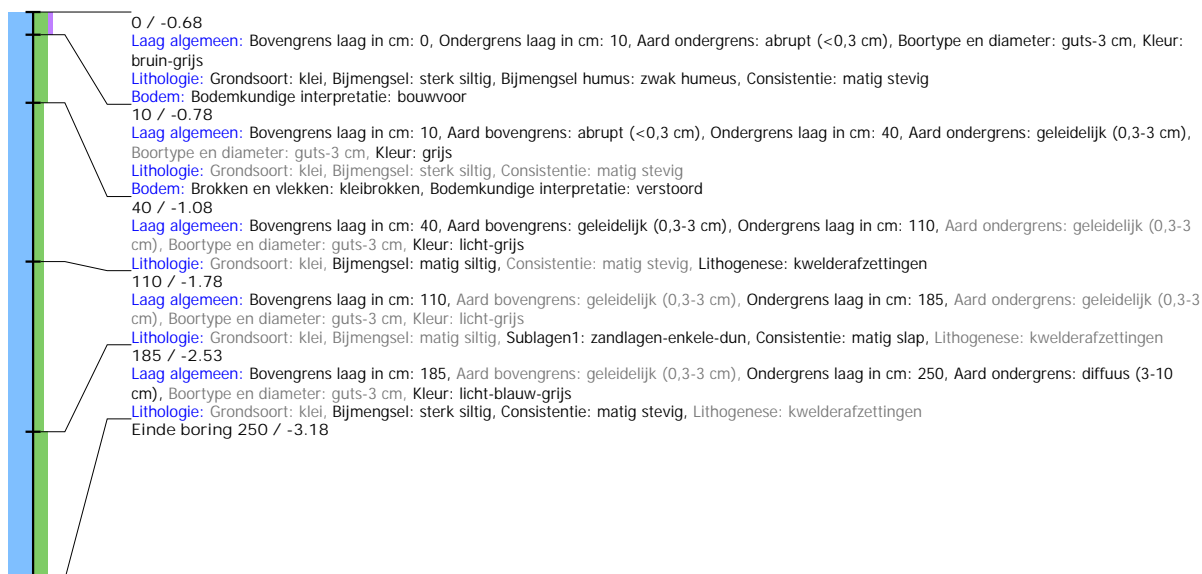 0 / -0.68
Laag algemeen: Bovengrens laag in cm: 0, Ondergrens laag in cm: 10, Aard ondergrens: abrupt (<0,3 cm), Boortype en diameter: guts-3 cm, Kleur:
bruin-grijs
Lithologie: Grondsoort: klei, Bijmengsel: sterk siltig, Bijmengsel humus: zwak humeus, Consistentie: matig stevig
Bodem: Bodemkundige interpretatie: bouwvoor
10 / -0.78
Laag algemeen: Bovengrens laag in cm: 10, Aard bovengrens: abrupt (<0,3 cm), Ondergrens laag in cm: 40, Aard ondergrens: geleidelijk (0,3-3 cm),
Boortype en diameter: guts-3 cm, Kleur: grijs
Lithologie: Grondsoort: klei, Bijmengsel: sterk siltig, Consistentie: matig stevig
Bodem: Brokken en vlekken: kleibrokken, Bodemkundige interpretatie: verstoord
40 / -1.08
Laag algemeen: Bovengrens laag in cm: 40, Aard bovengrens: geleidelijk (0,3-3 cm), Ondergrens laag in cm: 110, Aard ondergrens: geleidelijk (0,3-3
cm), Boortype en diameter: guts-3 cm, Kleur: licht-grijs
Lithologie: Grondsoort: klei, Bijmengsel: matig siltig, Consistentie: matig stevig, Lithogenese: kwelderafzettingen
110 / -1.78
Laag algemeen: Bovengrens laag in cm: 110, Aard bovengrens: geleidelijk (0,3-3 cm), Ondergrens laag in cm: 185, Aard ondergrens: geleidelijk (0,3-3
cm), Boortype en diameter: guts-3 cm, Kleur: licht-grijs
Lithologie: Grondsoort: klei, Bijmengsel: matig siltig, Sublagen1: zandlagen-enkele-dun, Consistentie: matig slap, Lithogenese: kwelderafzettingen
185 / -2.53
Laag algemeen: Bovengrens laag in cm: 185, Aard bovengrens: geleidelijk (0,3-3 cm), Ondergrens laag in cm: 250, Aard ondergrens: diffuus (3-10
cm), Boortype en diameter: guts-3 cm, Kleur: licht-blauw-grijs
Lithologie: Grondsoort: klei, Bijmengsel: sterk siltig, Consistentie: matig stevig, Lithogenese: kwelderafzettingen
Einde boring 250 / -3.18